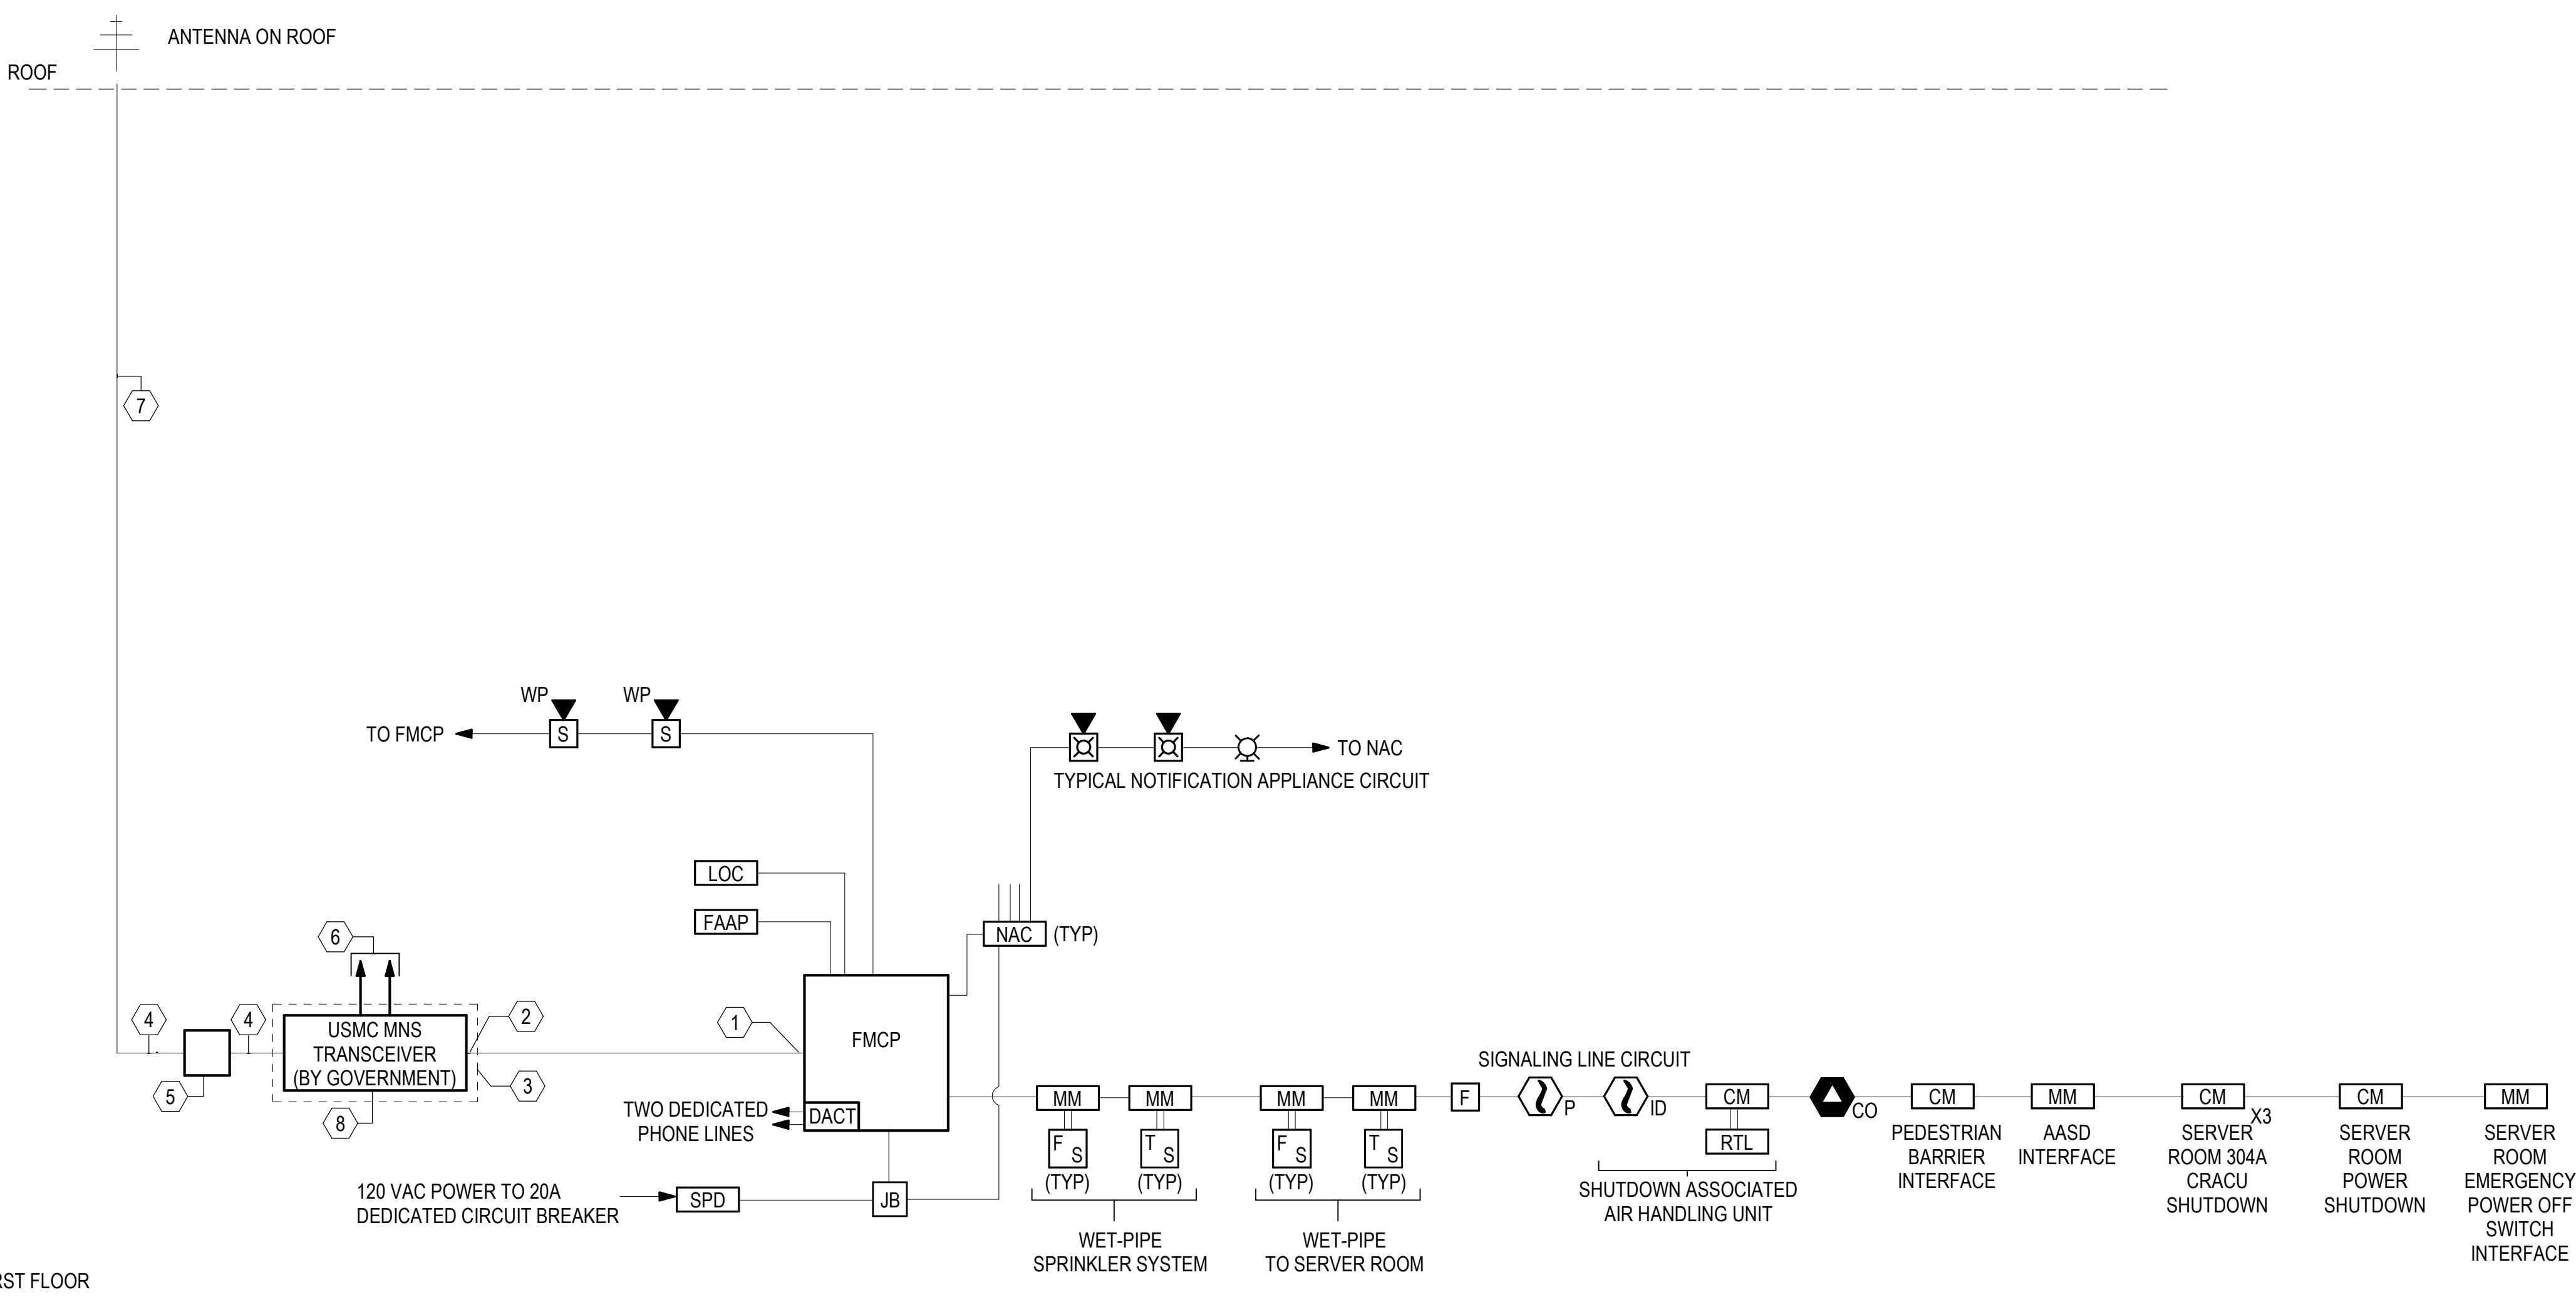 ANTENNA ON ROOF
ROOF
7
WP
WP
TO FMCP
S
S
TO NAC
TYPICAL NOTIFICATION APPLIANCE CIRCUIT
LOC
FAAP
NAC
(TYP)
6
4
4
USMC MNS
TRANSCEIVER
(BY GOVERNMENT)
2
3
5
8
1
FMCP
DACT
TWO DEDICATED
PHONE LINES
120 VAC POWER TO 20A
DEDICATED CIRCUIT BREAKER
SPD
JB
MM
F
S
(TYP)
MM
T
S
(TYP)
WET-PIPE
SPRINKLER SYSTEM
MM
F
S
(TYP)
MM
T
S
(TYP)
WET-PIPE
TO SERVER ROOM
F
SIGNALING LINE CIRCUIT
P
ID
CM
RTL
SHUTDOWN ASSOCIATED
AIR HANDLING UNIT
CO
CM
PEDESTRIAN
BARRIER
INTERFACE
MM
AASD
INTERFACE
CM
X3
SERVER
ROOM 304A
CRACU
SHUTDOWN
CM
SERVER
ROOM
POWER
SHUTDOWN
MM
SERVER
ROOM
EMERGENCY
POWER OFF
SWITCH
INTERFACE
RST FLOOR